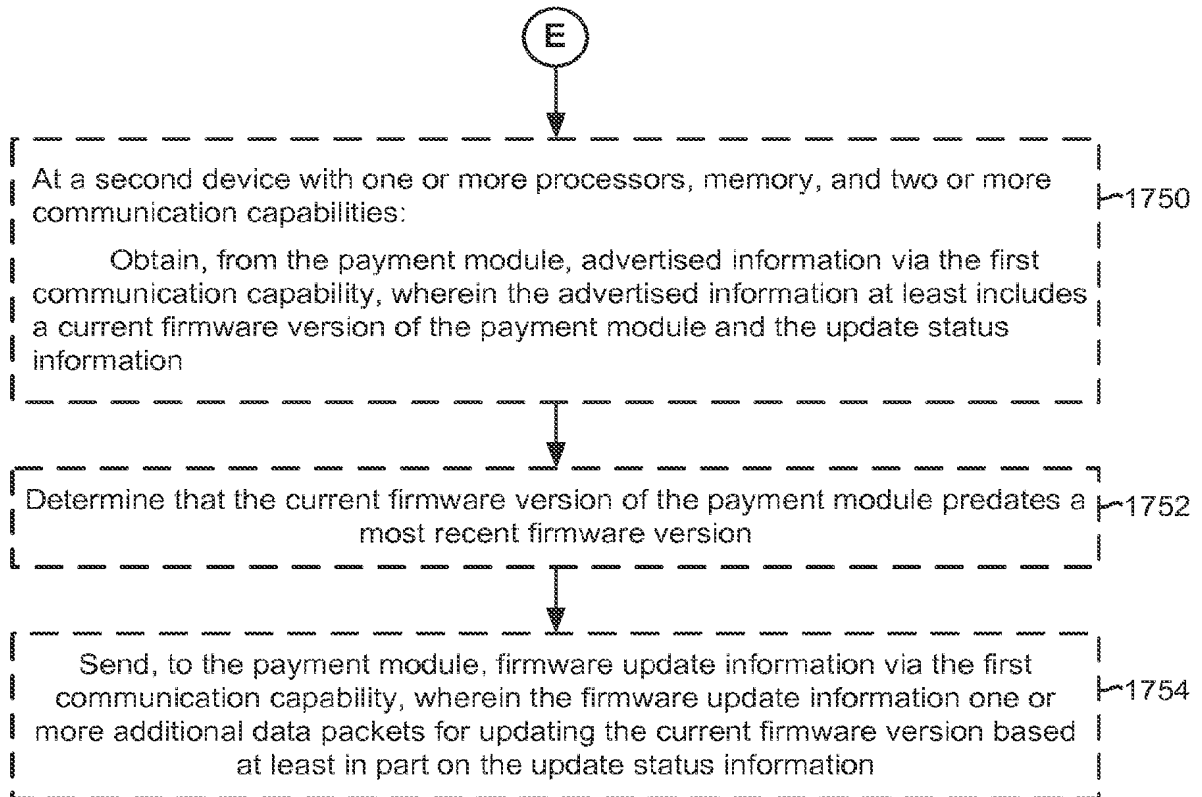 E
At a second device with one or more processors, memory, and two or more
communication capabilities:
1750
Obtain, from the payment module, advertised information via the first
communication capability, wherein the advertised information at least includes
a current firmware version of the payment module and the update status
information
Determine that the current firmware version of the payment module predates a
most recent firmware version
1752
Send, to the payment module, firmware update information via the first
communication capability, wherein the firmware update information one or
more additional data packets for updating the current firmware version based
at least in part on the update status information
1754